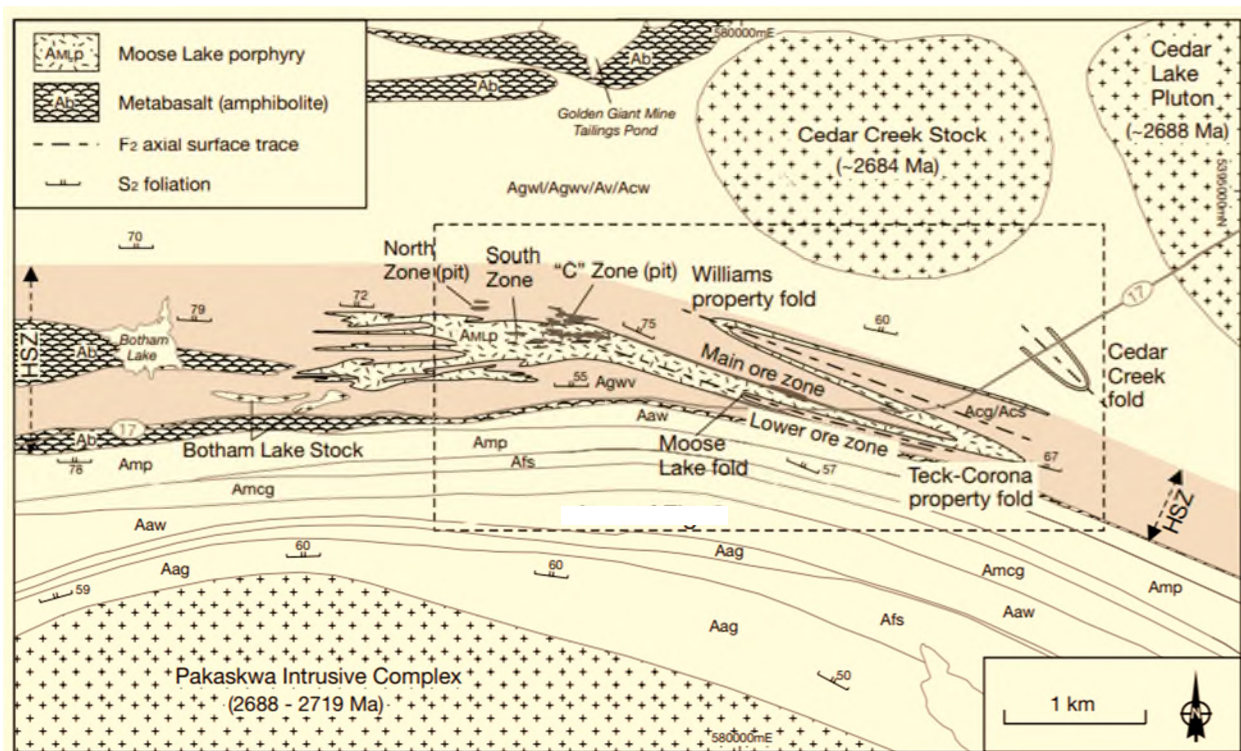 AMLp
Moose Lake porphyry
Ab
Metabasalt (amphibolite)
F2 axial surface trace
S2 foliation
580000mE
Ab
Ab
Golden Giant Mine
Tailings Pond
Cedar Creek Stock
(~2684 Ma)
Cedar
Lake
Pluton
(~2688 Ma)
5395000mN
Agwl/Agwv/Av/Acw
70
North
Zone (pit)
South
Zone
"C" Zone (pit)
Williams
property fold
17
HSZ
79
72
75
60
Ab
Botham
Lake
AMLp
Main ore zone
Cedar
Creek
fold
55
Agwv
Acg/Acs
Ab
17
Botham Lake Stock
Aaw
Moose
Lake fold
Lower ore zone
67
78
Amp
Amp
57
Teck-Corona
property fold
HSZ
Afs
Amcg
Aaw
60
Aag
Amcg
Amp
59
Aag
60
Aaw
Aag
Afs
Pakaskwa Intrusive Complex
(2688 - 2719 Ma)
50
580000mE
1 km
N